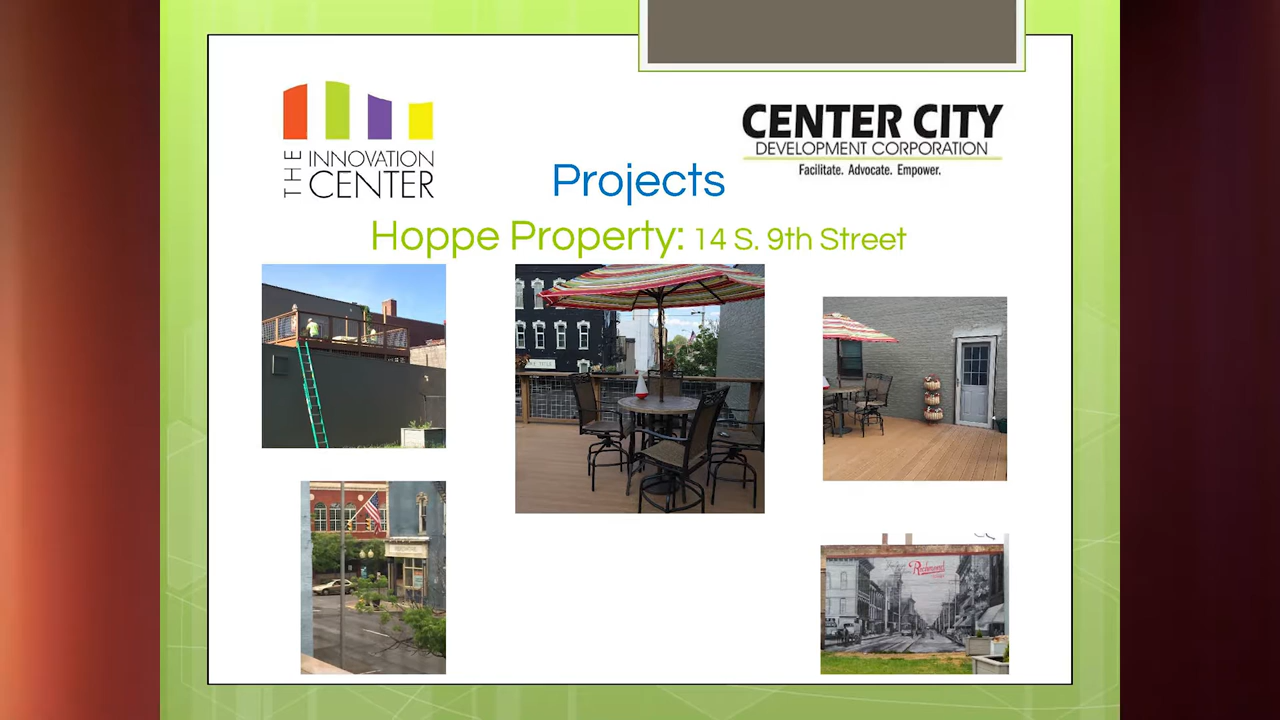 THE INNOVATION
CENTER
CENTER CITY
DEVELOPMENT CORPORATION
Facilitate. Advocate. Empower.
Projects
Hoppe Property: 14 S. 9th Street
Richmond